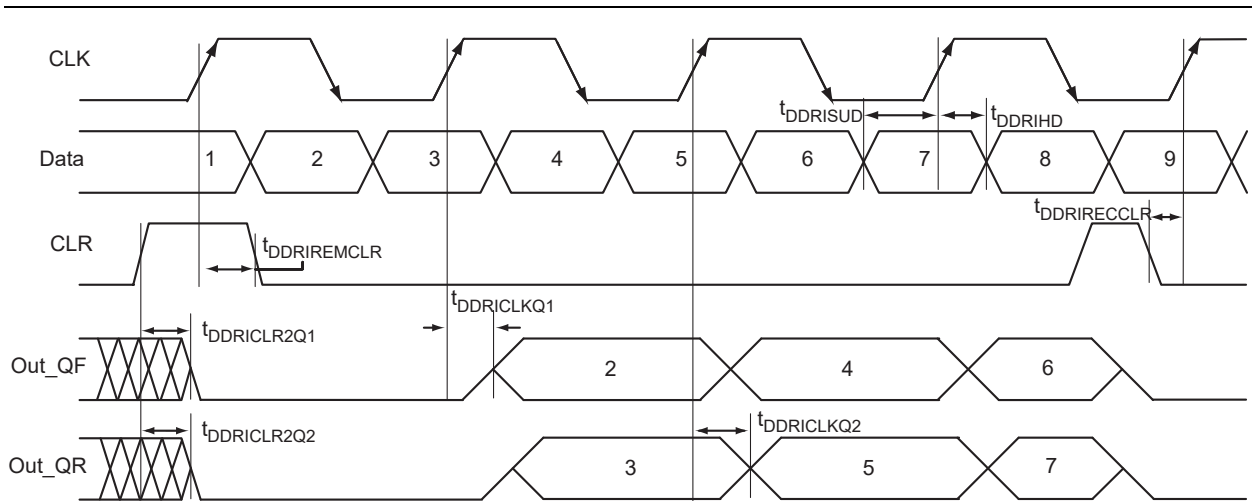 CLK
tDDRISUD
tDDRIHD
Data
1 2 3 4 5 6 7 8 9
tDDRIRECCLR
CLR
tDDRIREMCLR
tDDRICLKQ1
tDDRICLR2Q1
Out_QF
2 4 6
tDDRICLR2Q2
tDDRICLKQ2
Out_QR
3 5 7